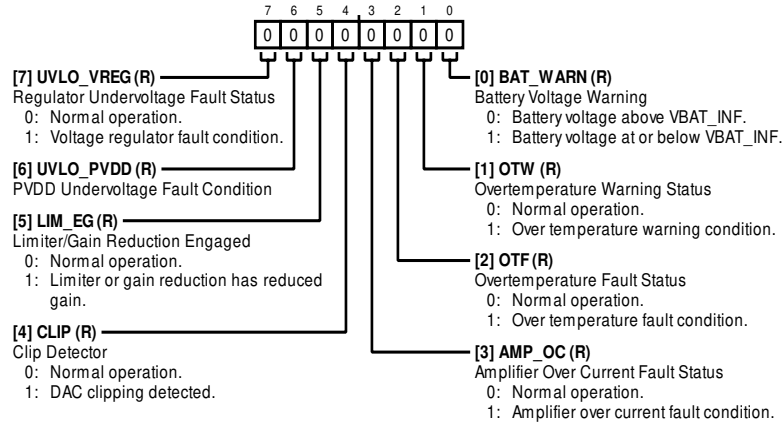 7 6 5 4 3 2 1 0
0 0 0 0 0 0 0 0
[7] UVLO_VREG (R)
Regulator Undervoltage Fault Status
0: Normal operation.
1: Voltage regulator fault condition.
[6] UVLO_PVDD (R)
PVDD Undervoltage Fault Condition
[5] LIM_EG (R)
Limiter/Gain Reduction Engaged
0: Normal operation.
1: Limiter or gain reduction has reduced
gain.
[4] CLIP (R)
Clip Detector
0: Normal operation.
1: DAC clipping detected.
[0] BAT_WARN (R)
Battery Voltage Warning
0: Battery voltage above VBAT_INF.
1: Battery voltage at or below VBAT_INF.
[1] OTW (R)
Overtemperature Warning Status
0: Normal operation.
1: Over temperature warning condition.
[2] OTF (R)
Overtemperature Fault Status
0: Normal operation.
1: Over temperature fault condition.
[3] AMP_OC (R)
Amplifier Over Current Fault Status
0: Normal operation.
1: Amplifier over current fault condition.